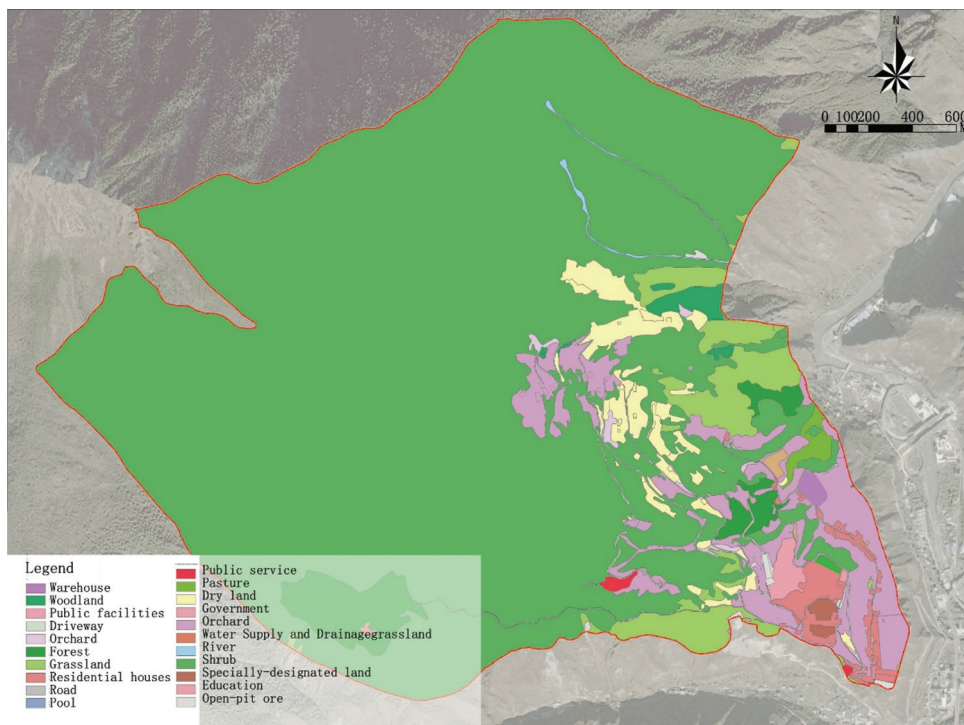 N
0 100200 400 600
Legend
Warehouse
Woodland
Public facilities
Driveway
Orchard
Forest
Grassland
Residential houses
Road
Pool
Public service
Pasture
Dry land
Government
Orchard
Water Supply and Drainagegrassland
River
Shrub
Specially-designated land
Education
Open-pit ore